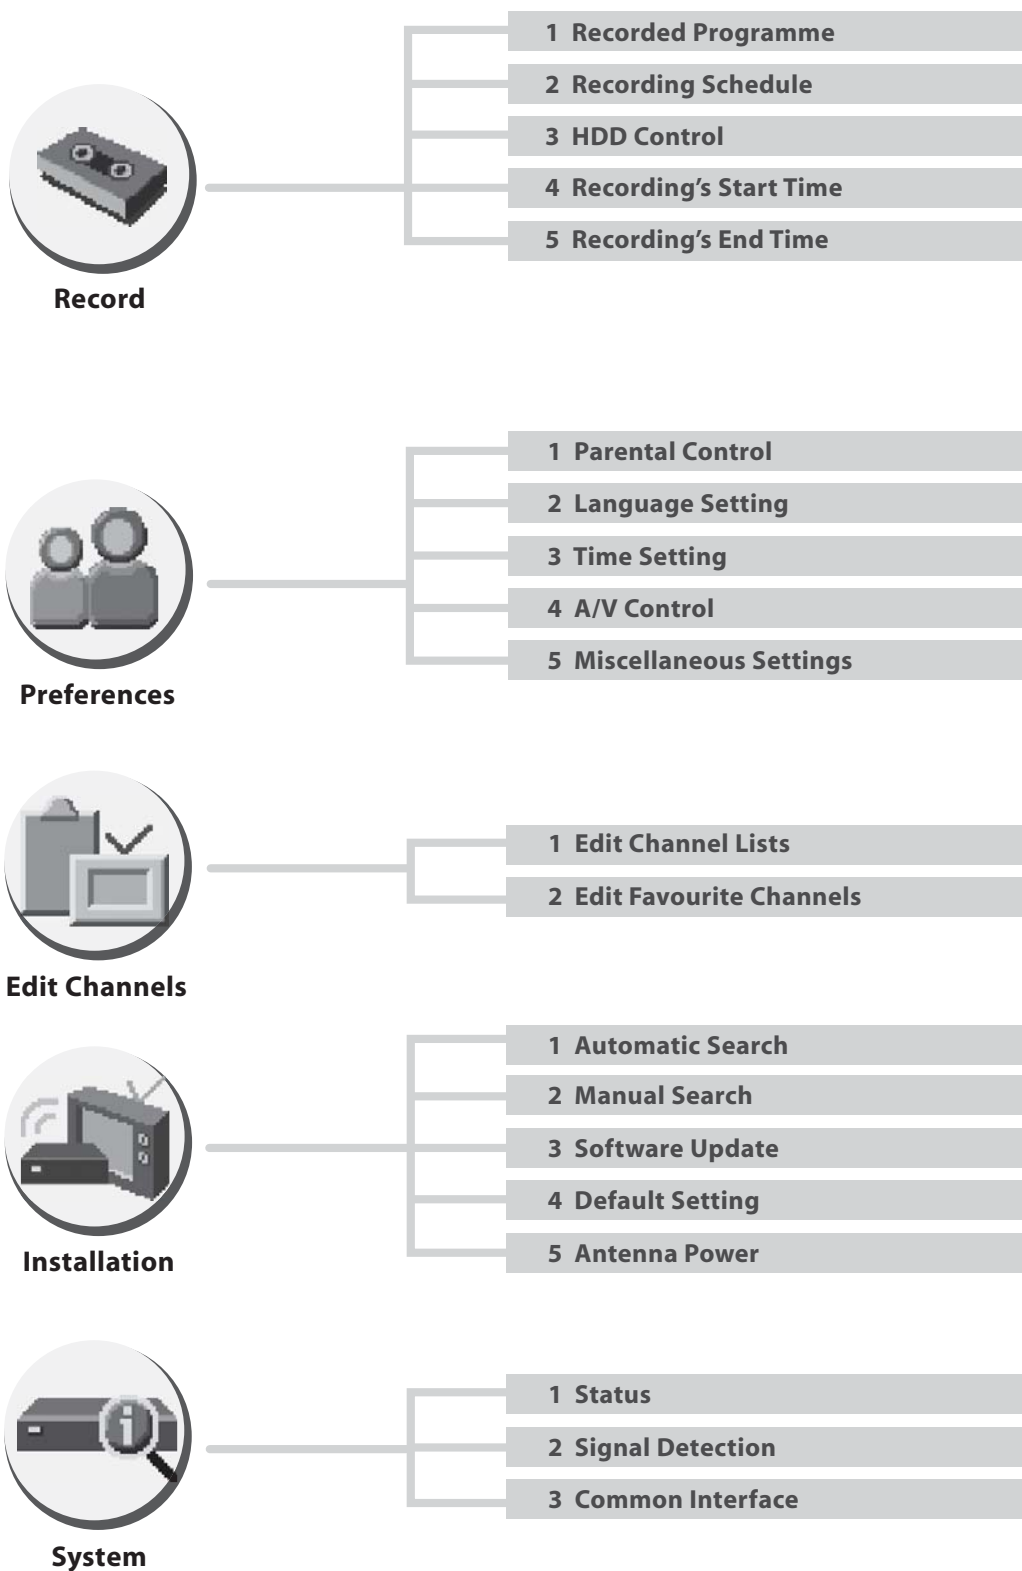 1 Recorded Programme
2 Recording Schedule
3 HDD Control
4 Recording’s Start Time
5 Recording’s End Time
Record
1 Parental Control
2 Language Setting
3 Time Setting
4 A/V Control
5 Miscellaneous Settings
Preferences
1 Edit Channel Lists
2 Edit Favourite Channels
Edit Channels
1 Automatic Search
2 Manual Search
3 Software Update
4 Default Setting
5 Antenna Power
Installation
1 Status
2 Signal Detection
3 Common Interface
System